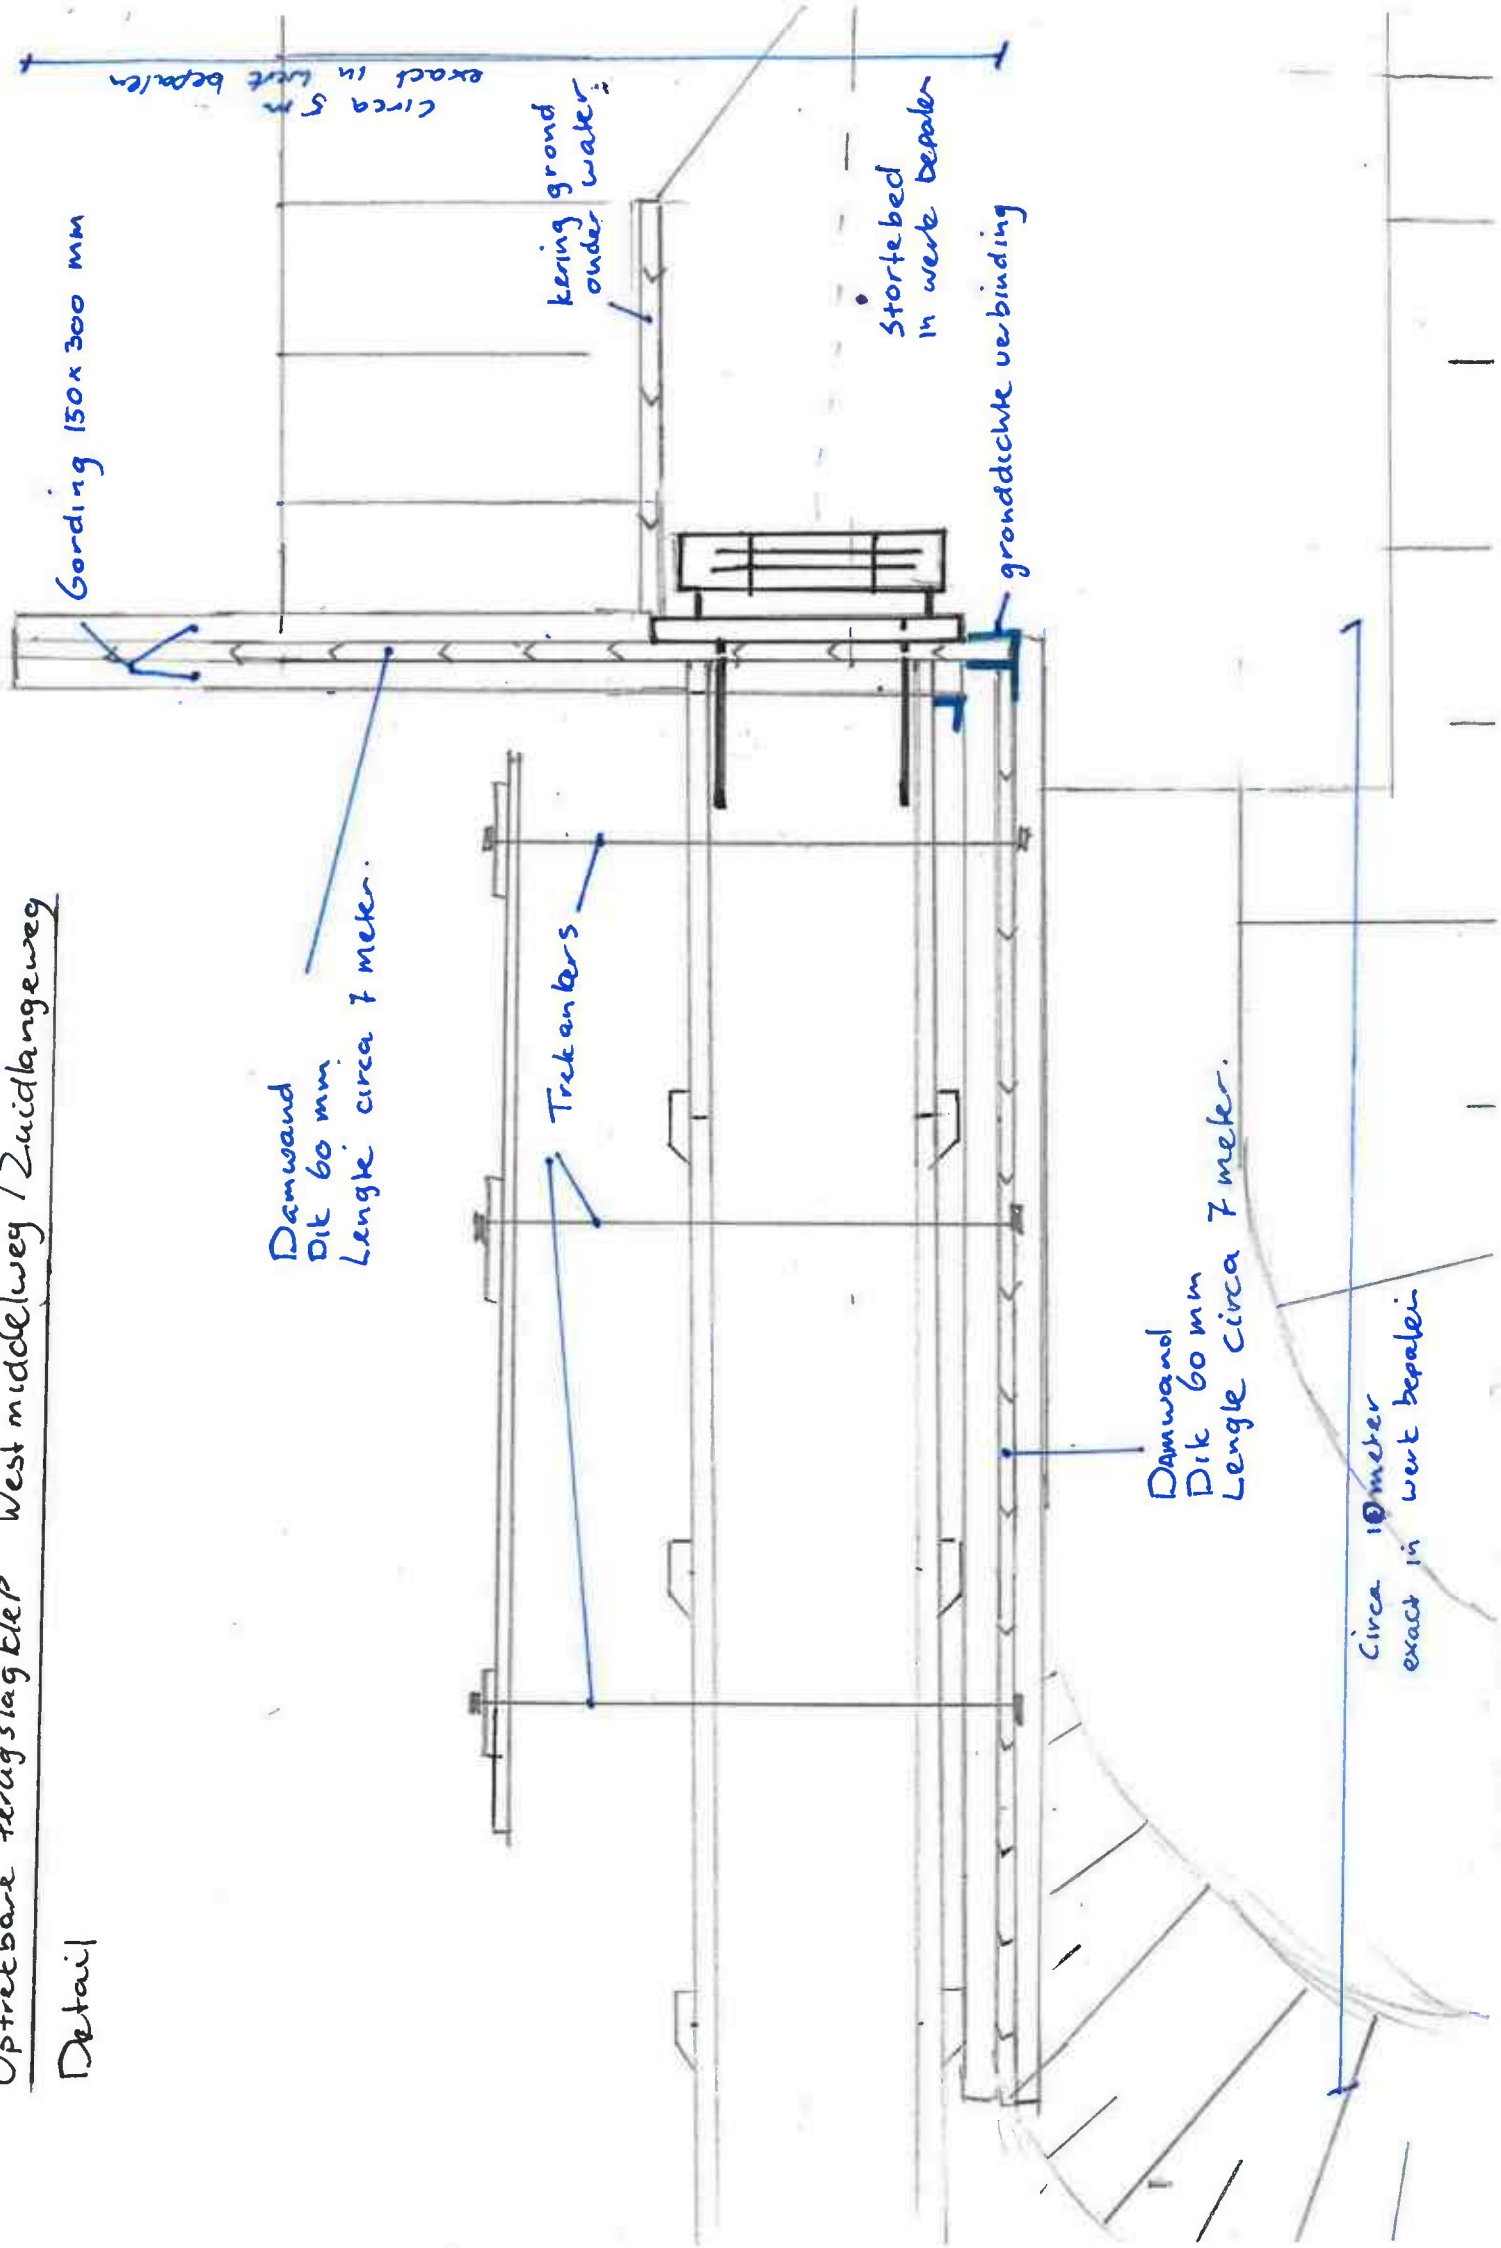 Optrekbare terugslagklep West middelweg / Zuidlangeweg
Detail
Gording 150 x 300 mm
Circa 5 m
exact in werk bepalen
kering grond
onder water
Stortebed
in werk bepalen
gronddichte verbinding
Damwand
Dik 60 mm
Lengte circa 7 meter.
Trekankers
Damwand
Dik 60 mm
Lengte circa 7 meter.
Circa 10 meter
exact in werk bepalen